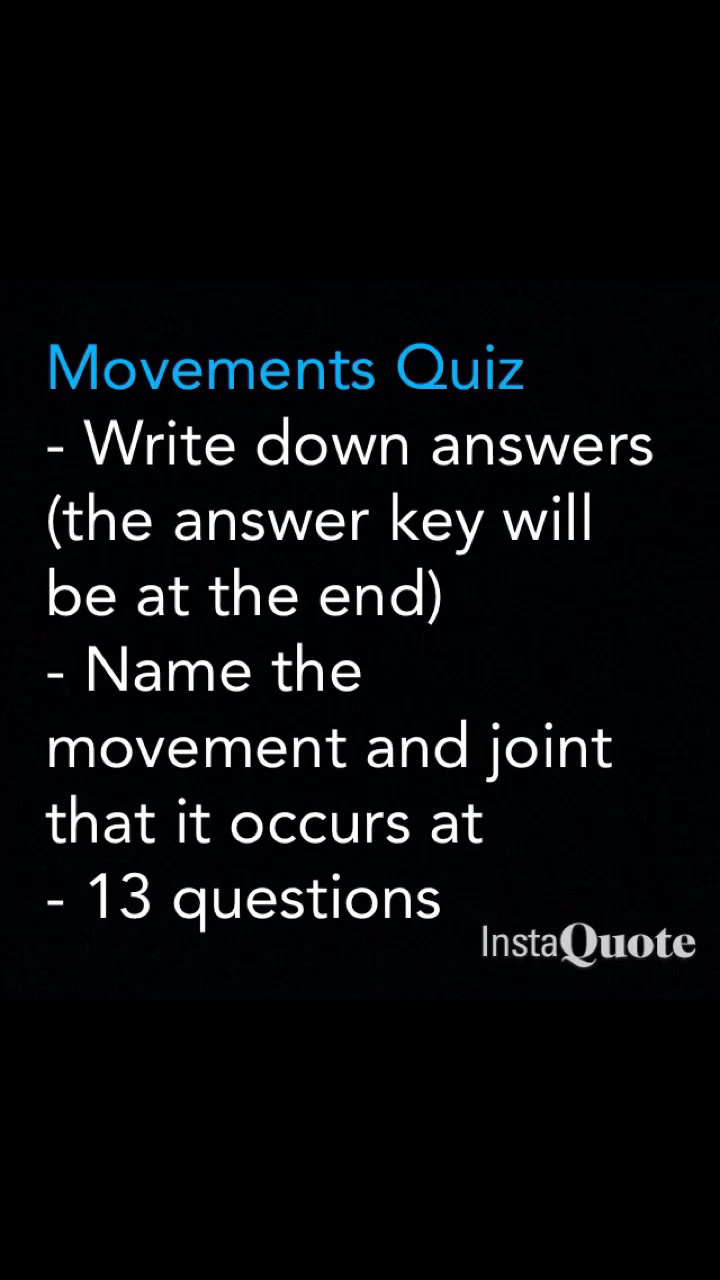 Movements Quiz
- Write down answers
(the answer key will
be at the end)
- Name the
movement and joint
that it occurs at
- 13 questions
InstaQuote